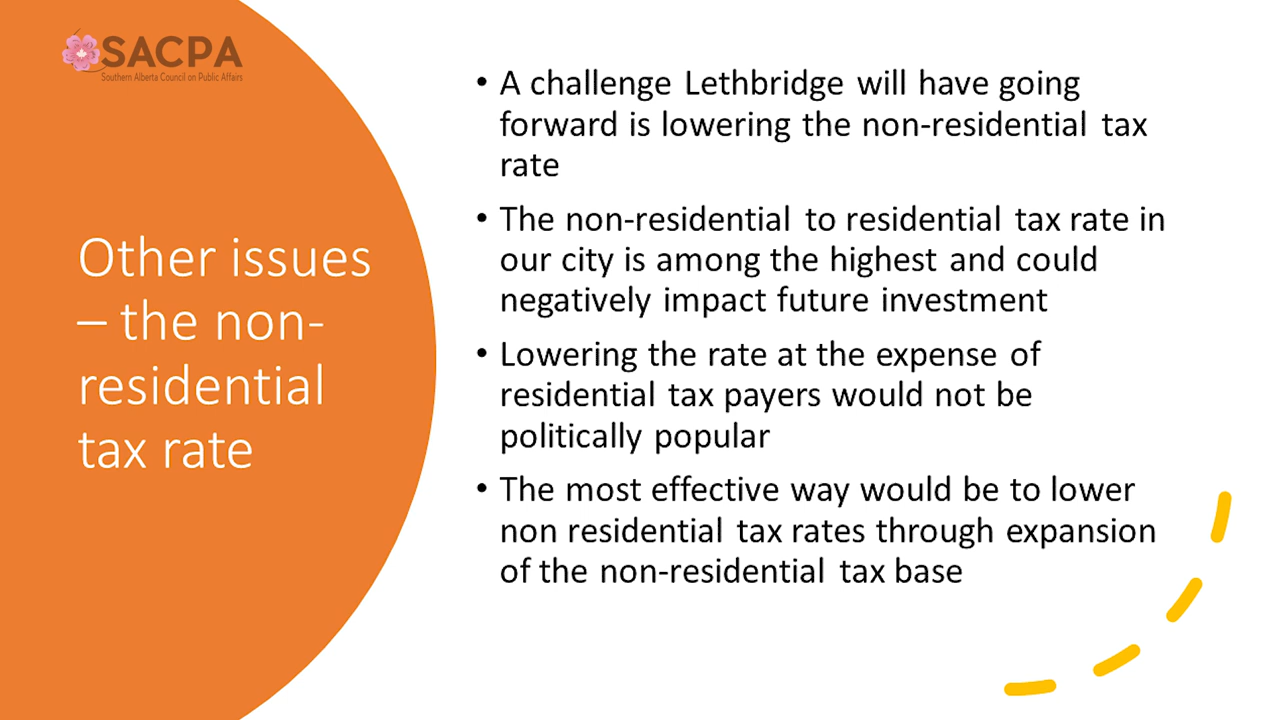 SACPA
Southern Alberta Council on Public Affairs
Other issues
– the non-
residential
tax rate
• A challenge Lethbridge will have going
forward is lowering the non-residential tax
rate
• The non-residential to residential tax rate in
our city is among the highest and could
negatively impact future investment
• Lowering the rate at the expense of
residential tax payers would not be
politically popular
• The most effective way would be to lower
non residential tax rates through expansion
of the non-residential tax base